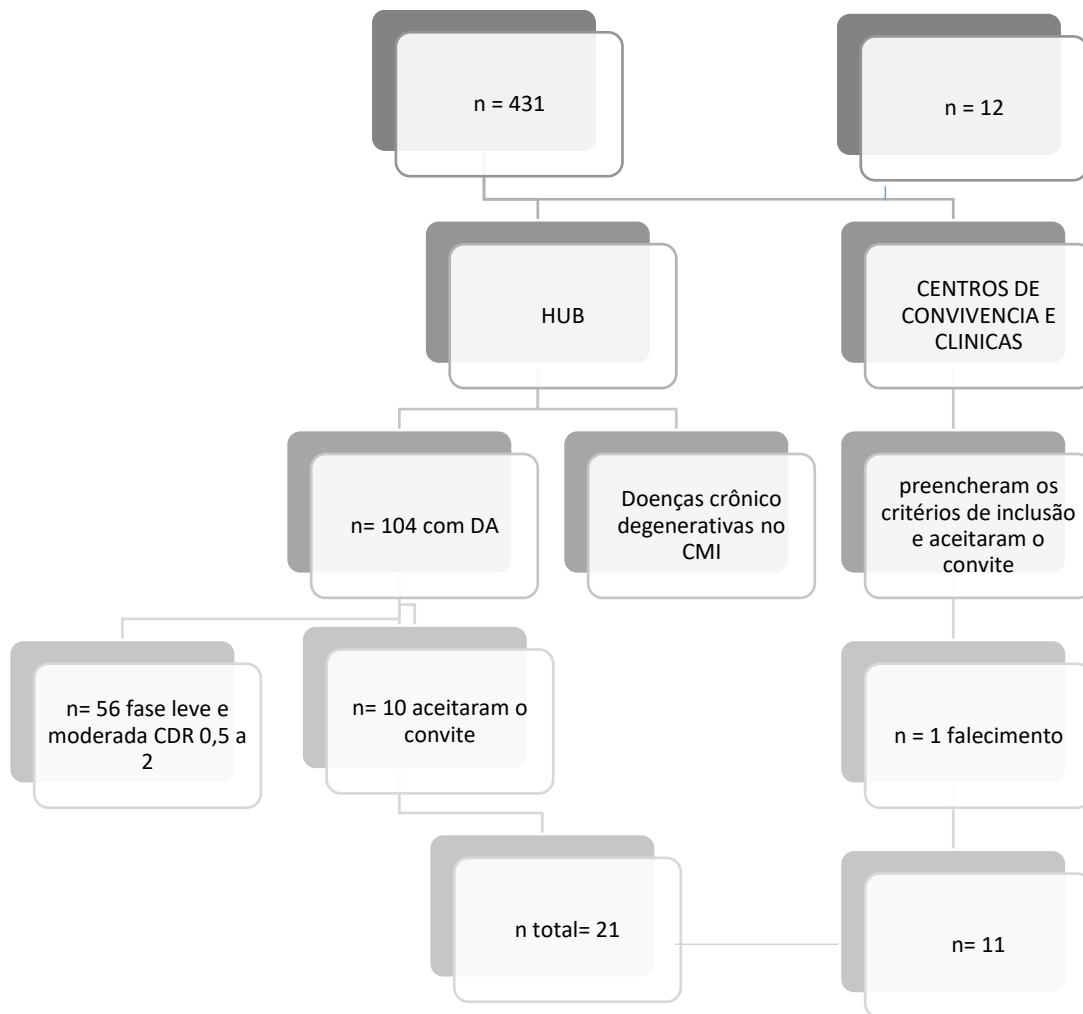 n = 431
n = 12
HUB
CENTROS DE
CONVIVENCIA E
CLINICAS
n= 104 com DA
Doenças crônico
degenerativas no
CMI
preencheram os
critérios de inclusão
e aceitaram o
convite
n= 56 fase leve e
moderada CDR 0,5 a
2
n= 10 aceitaram o
convite
n = 1 falecimento
n total= 21
n= 11